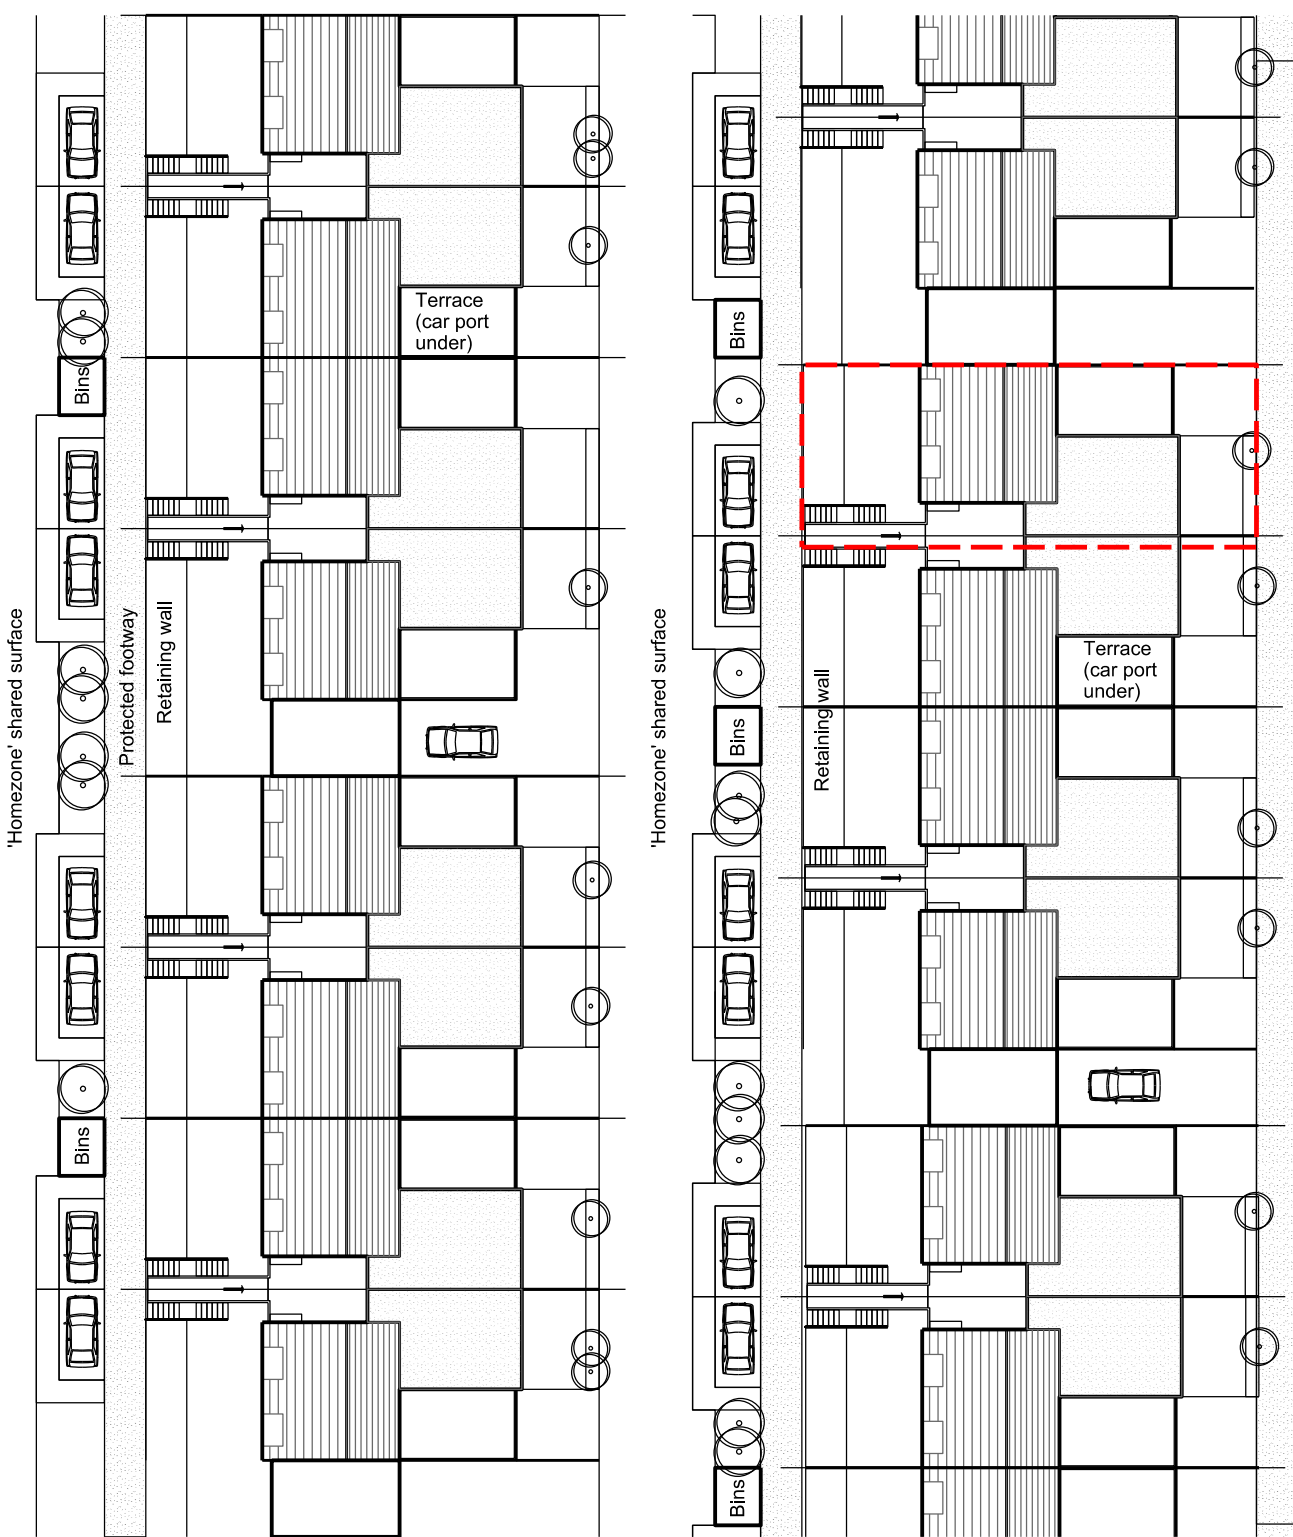 Terrace
(car port
under)
Bins
'Homezone' shared surface
Protected footway
Retaining wall
Bins
Bins
'Homezone' shared surface
Retaining wall
Terrace
(car port
under)
Bins
Bins